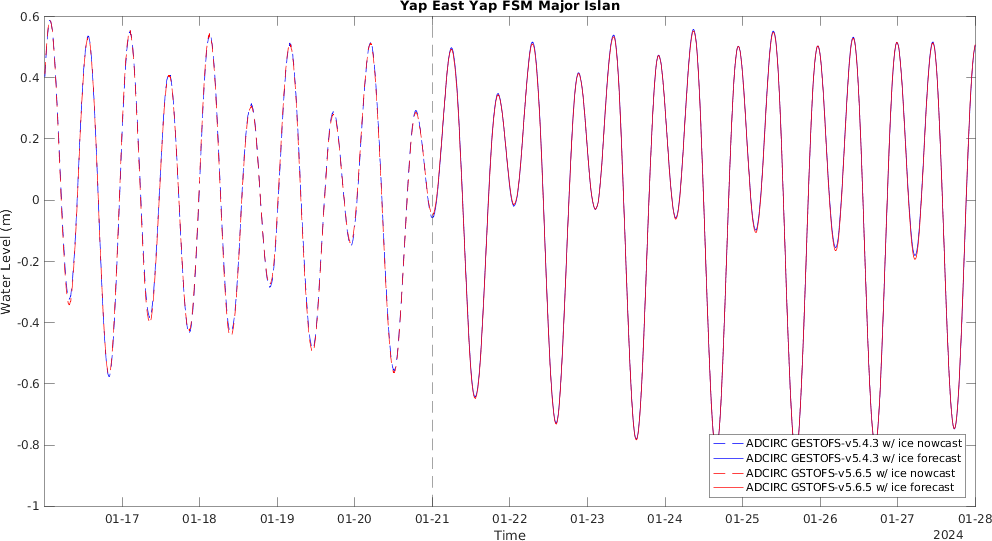 Yap East Yap FSM Major Islan
0.6
0.4
0.2
0
-0.2
-0.4
-0.6
-0.8
-1
Water Level (m)
ADCIRC GESTOFS-v5.4.3 w/ ice nowcast
ADCIRC GESTOFS-v5.4.3 w/ ice forecast
ADCIRC GSTOFS-v5.6.5 w/ ice nowcast
ADCIRC GSTOFS-v5.6.5 w/ ice forecast
01-17 01-18 01-19 01-20 01-21 01-22 01-23 01-24 01-25 01-26 01-27 01-28
Time
2024